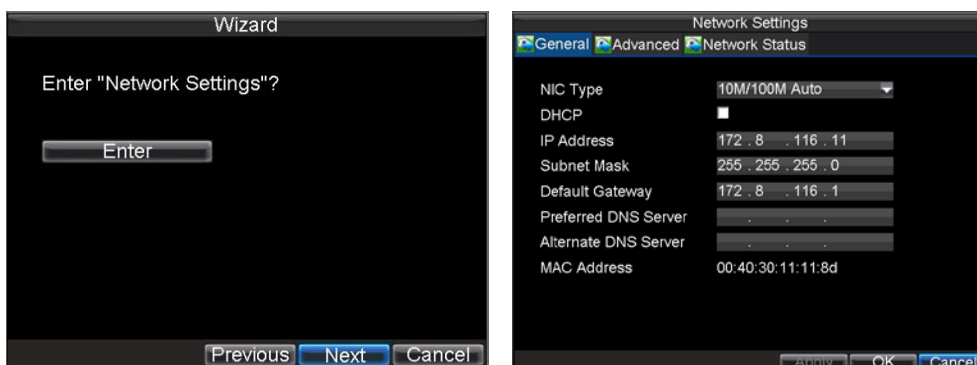 Wizard
Enter "Network Settings"?
Enter
Previous Next Cancel
Network Settings
General Advanced Network Status
NIC Type 10M/100M Auto
DHCP
IP Address 172 . 8 . 116 . 11
Subnet Mask 255 . 255 . 255 . 0
Default Gateway 172 . 8 . 116 . 1
Preferred DNS Server . . .
Alternate DNS Server . . .
MAC Address 00:40:30:11:11:8d
Apply OK Cancel